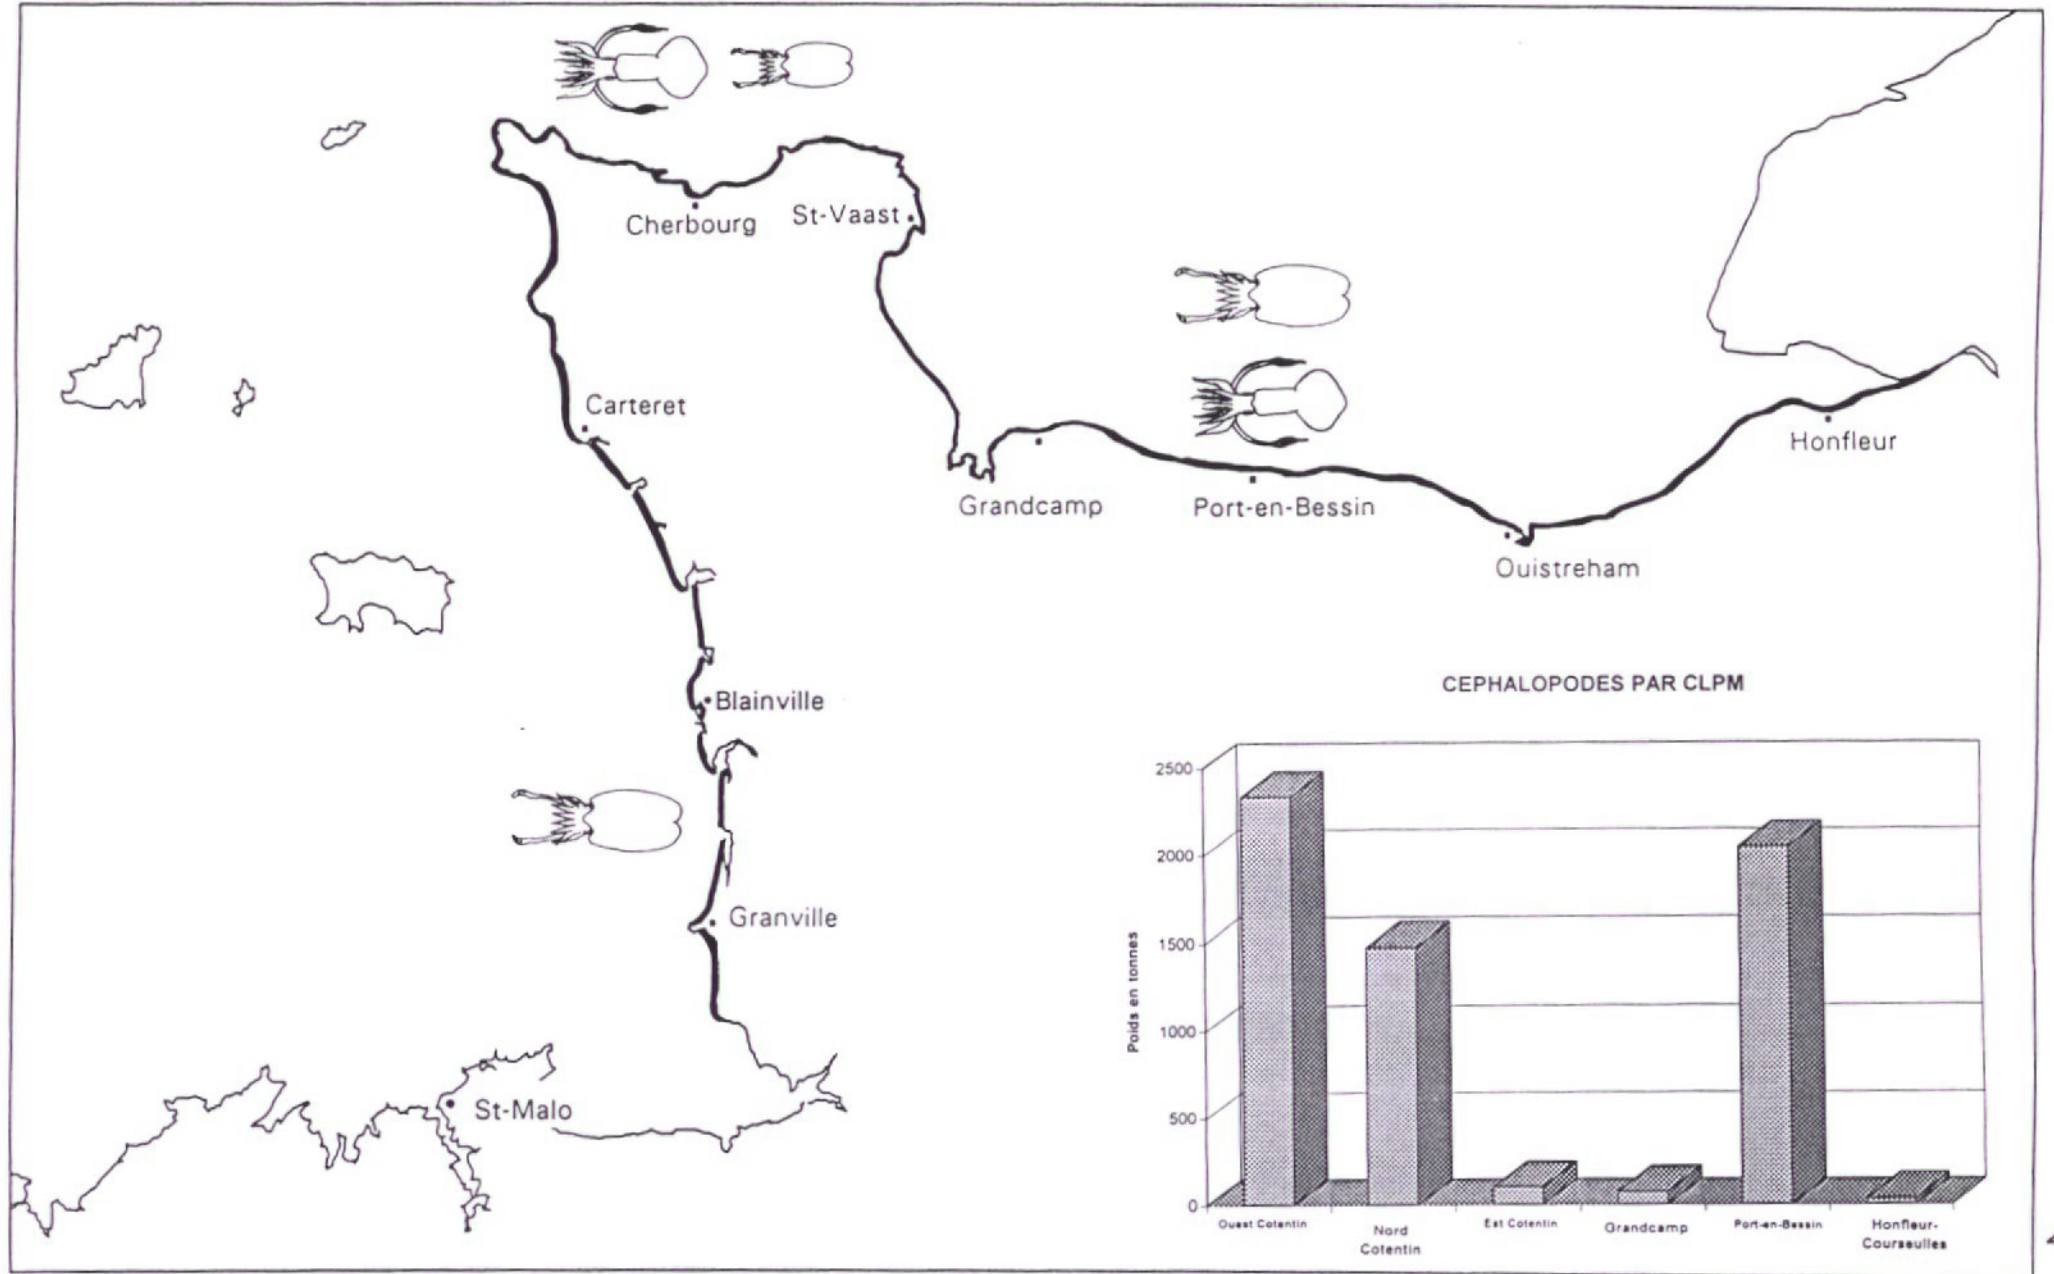 Cherbourg
St-Vaast
Carteret
Honfleur
Grandcamp
Port-en-Bessin
Ouistreham
Blainville
Granville
St-Malo
CEPHALOPODES PAR CLPM
Poids en tonnes
2500
2000
1500
1000
500
0
Ouest Cotentin
Nord
Cotentin
Est Cotentin
Grandcamp
Port-en-Bessin
Honfleur-
Courseulles